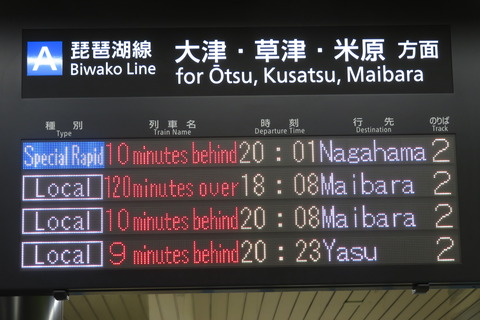 A 琵琶湖線 大津・草津・米原 方面
Biwako Line for Ōtsu, Kusatsu, Maibara
種別 列車名 時刻 行先 のりば
Type Train Name Departure Time Destination Track
Special Rapid 10 minutes behind 20:01 Nagahama 2
Local 120 minutes over 18:08 Maibara 2
Local 10 minutes behind 20:08 Maibara 2
Local 9 minutes behind 20:23 Yasu 2